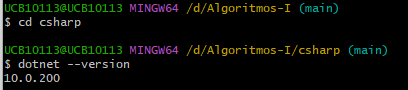 UCB10113@UCB10113 MINGW64 /d/Algoritmos-I (main)
$ cd csharp
UCB10113@UCB10113 MINGW64 /d/Algoritmos-I/csharp (main)
$ dotnet --version
10.0.200